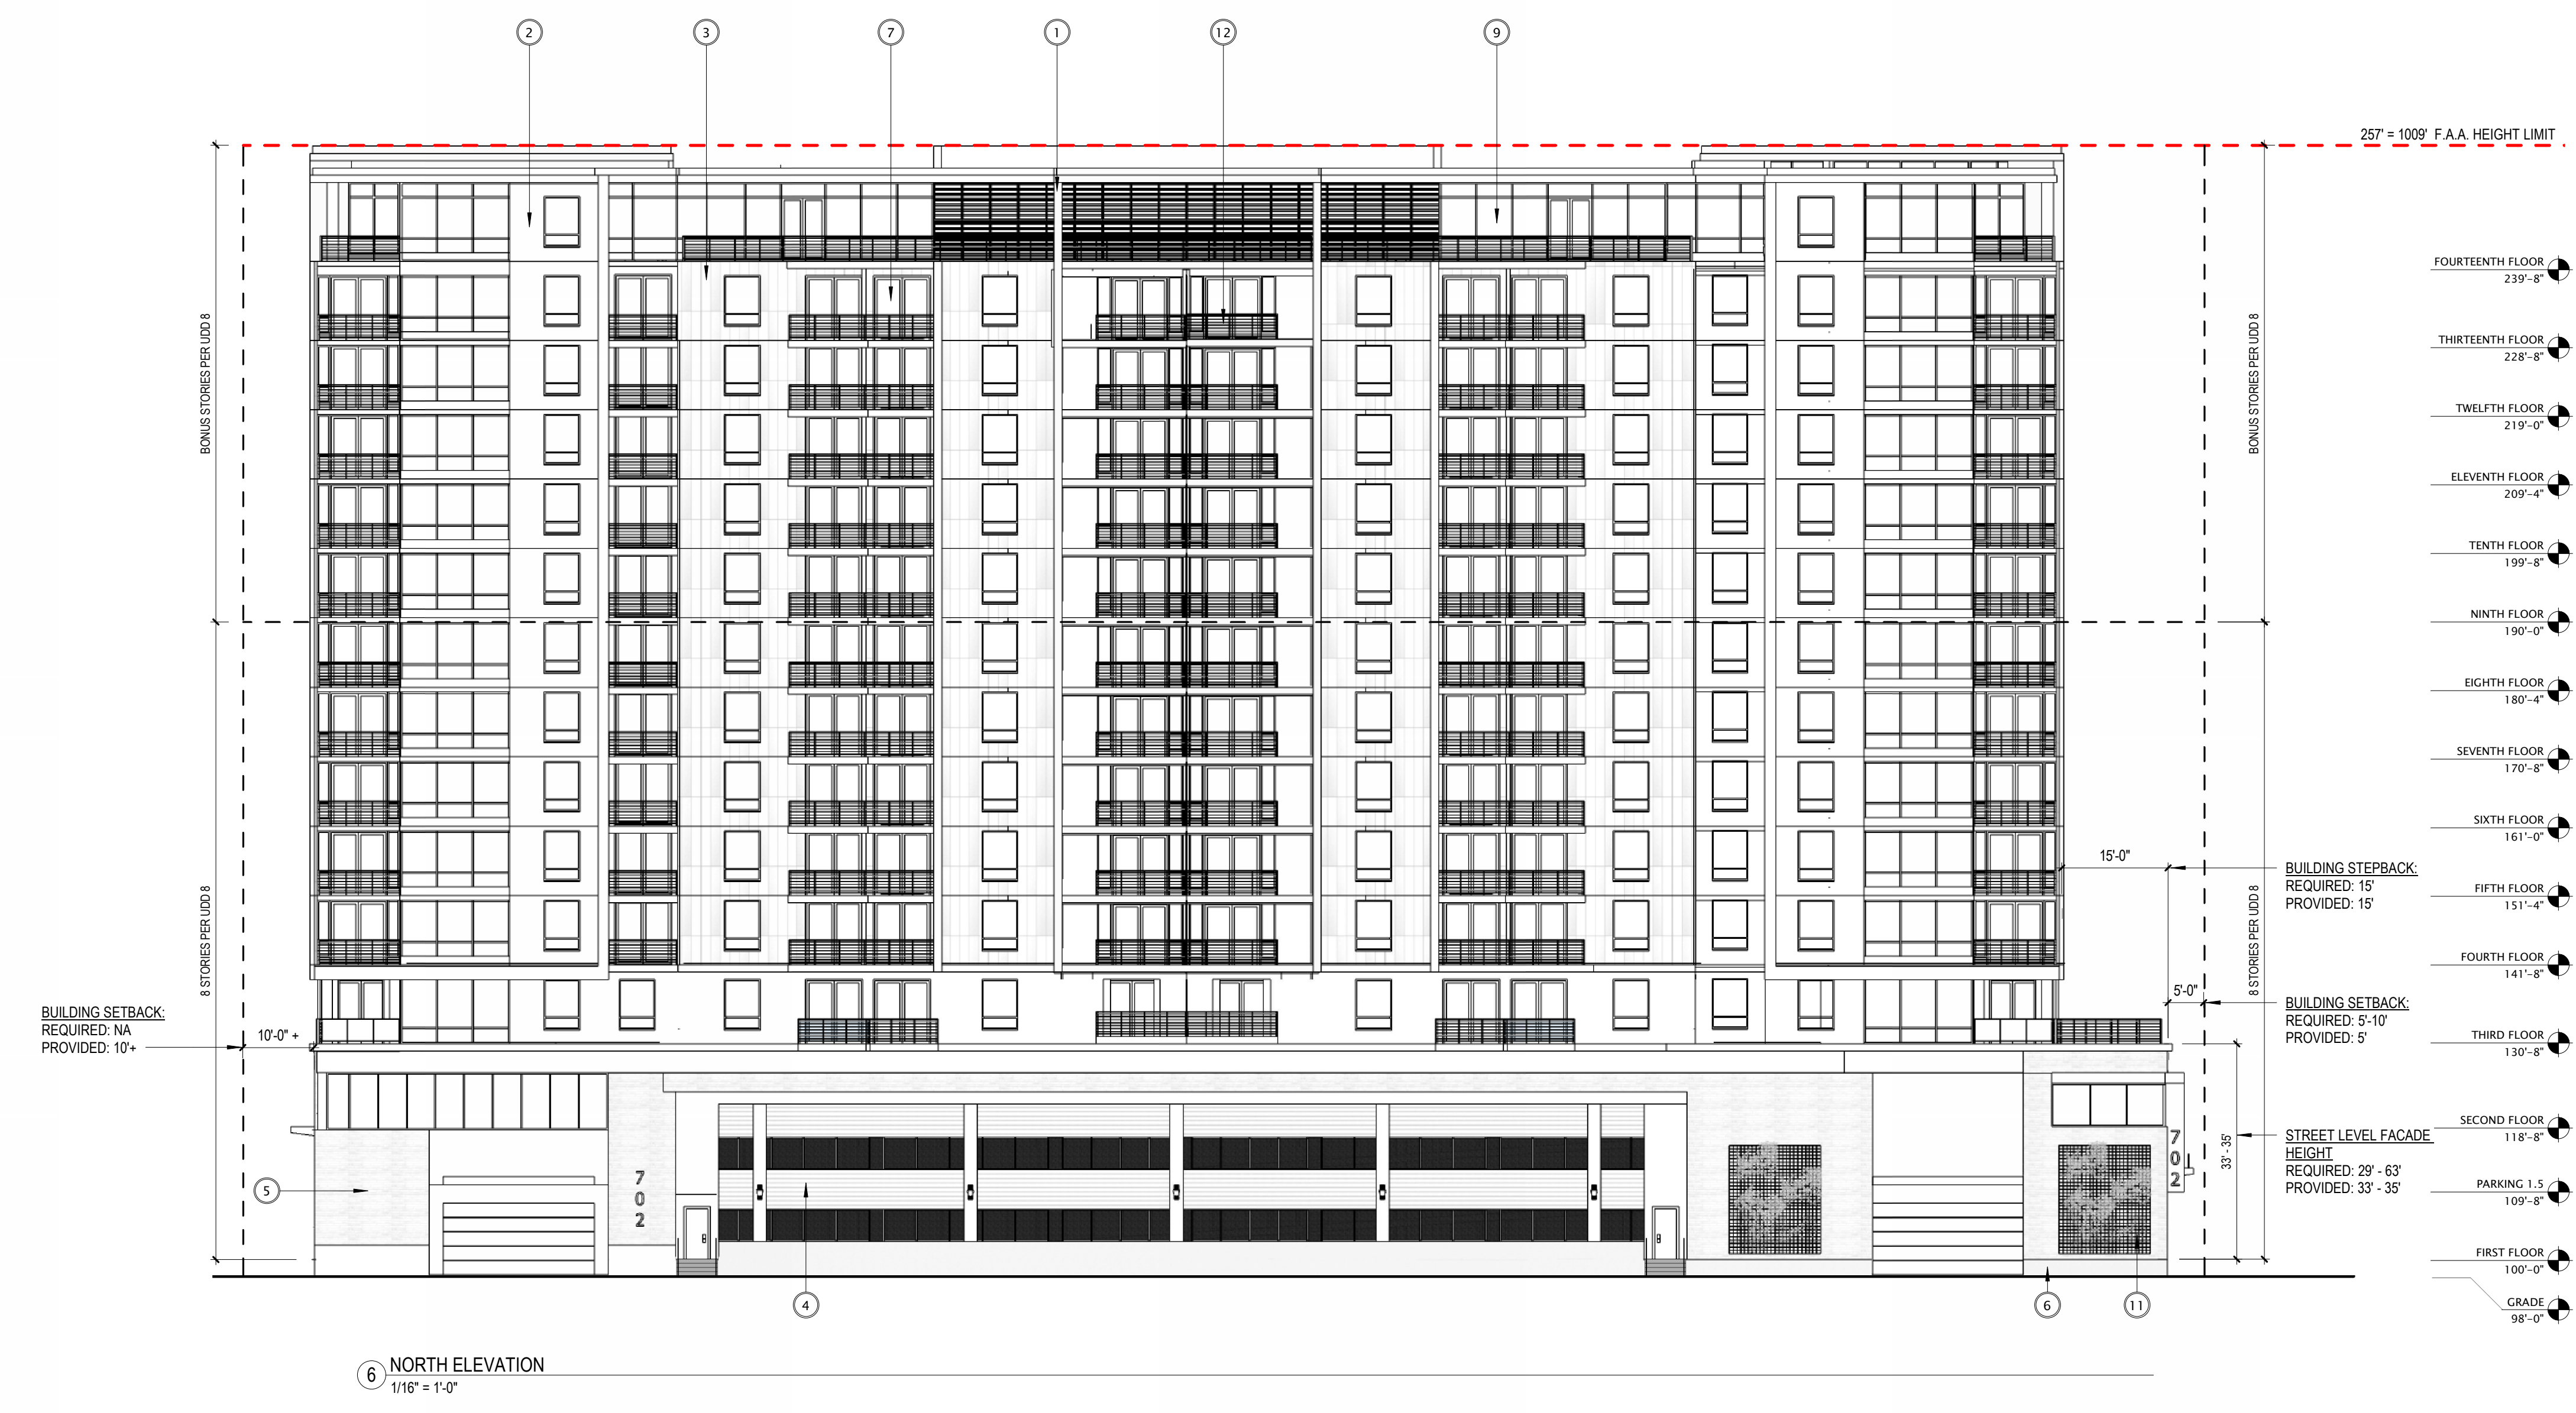 2
3
7
1
12
9
257' = 1009'  F.A.A. HEIGHT LIMIT
BONUS STORIES PER UDD 8
BONUS STORIES PER UDD 8
FOURTEENTH FLOOR
239'-8"
THIRTEENTH FLOOR
228'-8"
TWELFTH FLOOR
219'-0"
ELEVENTH FLOOR
209'-4"
TENTH FLOOR
199'-8"
NINTH FLOOR
190'-0"
EIGHTH FLOOR
180'-4"
SEVENTH FLOOR
170'-8"
SIXTH FLOOR
161'-0"
FIFTH FLOOR
151'-4"
FOURTH FLOOR
141'-8"
THIRD FLOOR
130'-8"
SECOND FLOOR
118'-8"
PARKING 1.5
109'-8"
FIRST FLOOR
100'-0"
GRADE
98'-0"
8 STORIES PER UDD 8
8 STORIES PER UDD 8
15'-0"
BUILDING STEPBACK:
REQUIRED: 15'
PROVIDED: 15'
5'-0"
BUILDING SETBACK:
REQUIRED: 5'-10'
PROVIDED: 5'
BUILDING SETBACK:
REQUIRED: NA
PROVIDED: 10'+
10'-0" +
33' - 35'
STREET LEVEL FACADE
HEIGHT
REQUIRED: 29' - 63'
PROVIDED: 33' - 35'
702
702
5
4
6
11
6
NORTH ELEVATION
1/16" = 1'-0"